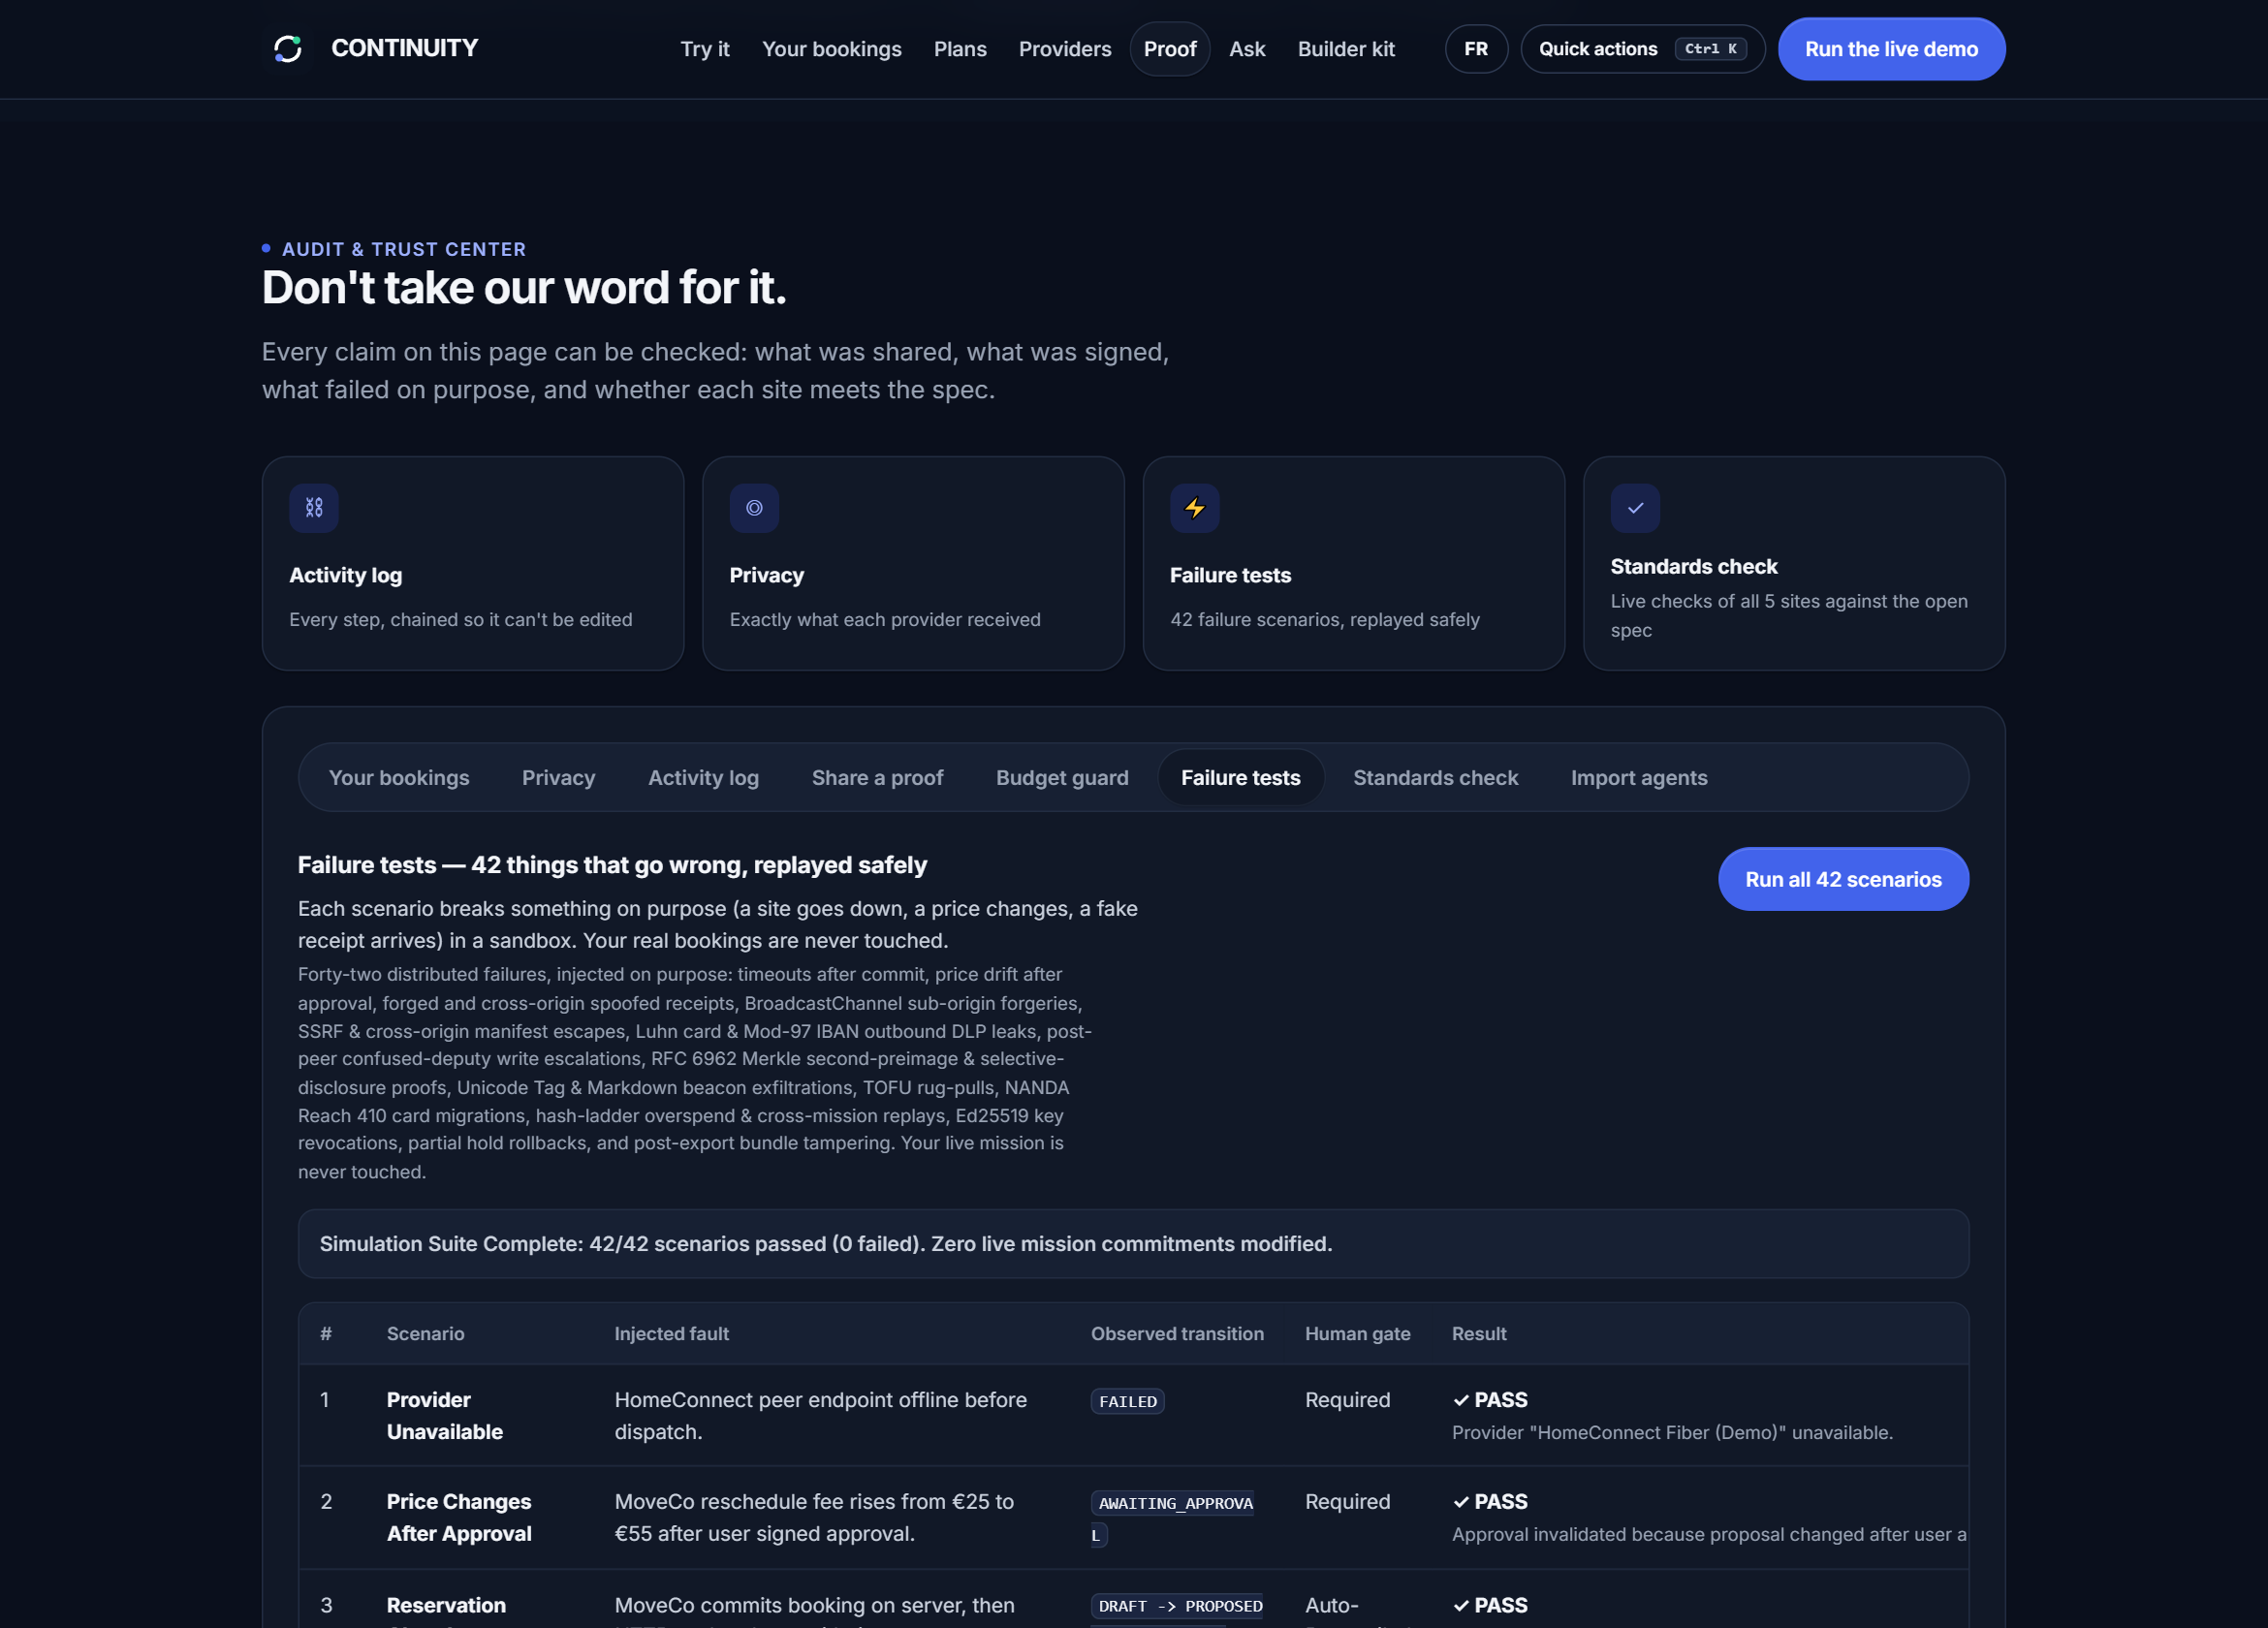 CONTINUITY
Try it
Your bookings
Plans
Providers
Proof
Ask
Builder kit
FR
Quick actions Ctrl K
Run the live demo
AUDIT & TRUST CENTER
Don't take our word for it.
Every claim on this page can be checked: what was shared, what was signed,
what failed on purpose, and whether each site meets the spec.
Activity log
Every step, chained so it can't be edited
Privacy
Exactly what each provider received
Failure tests
42 failure scenarios, replayed safely
Standards check
Live checks of all 5 sites against the open
spec
Your bookings
Privacy
Activity log
Share a proof
Budget guard
Failure tests
Standards check
Import agents
Failure tests — 42 things that go wrong, replayed safely
Run all 42 scenarios
Each scenario breaks something on purpose (a site goes down, a price changes, a fake
receipt arrives) in a sandbox. Your real bookings are never touched.
Forty-two distributed failures, injected on purpose: timeouts after commit, price drift after
approval, forged and cross-origin spoofed receipts, BroadcastChannel sub-origin forgeries,
SSRF & cross-origin manifest escapes, Luhn card & Mod-97 IBAN outbound DLP leaks, post-
peer confused-deputy write escalations, RFC 6962 Merkle second-preimage & selective-
disclosure proofs, Unicode Tag & Markdown beacon exfiltrations, TOFU rug-pulls, NANDA
Reach 410 card migrations, hash-ladder overspend & cross-mission replays, Ed25519 key
revocations, partial hold rollbacks, and post-export bundle tampering. Your live mission is
never touched.
Simulation Suite Complete: 42/42 scenarios passed (0 failed). Zero live mission commitments modified.
# Scenario Injected fault Observed transition Human gate Result
1
Provider
Unavailable
HomeConnect peer endpoint offline before
dispatch.
FAILED
Required
✓ PASS
Provider "HomeConnect Fiber (Demo)" unavailable.
2
Price Changes
After Approval
MoveCo reschedule fee rises from €25 to
€55 after user signed approval.
AWAITING_APPROVA
L
Required
✓ PASS
Approval invalidated because proposal changed after user a
3
Reservation
MoveCo commits booking on server, then
DRAFT -> PROPOSED
Auto-
✓ PASS